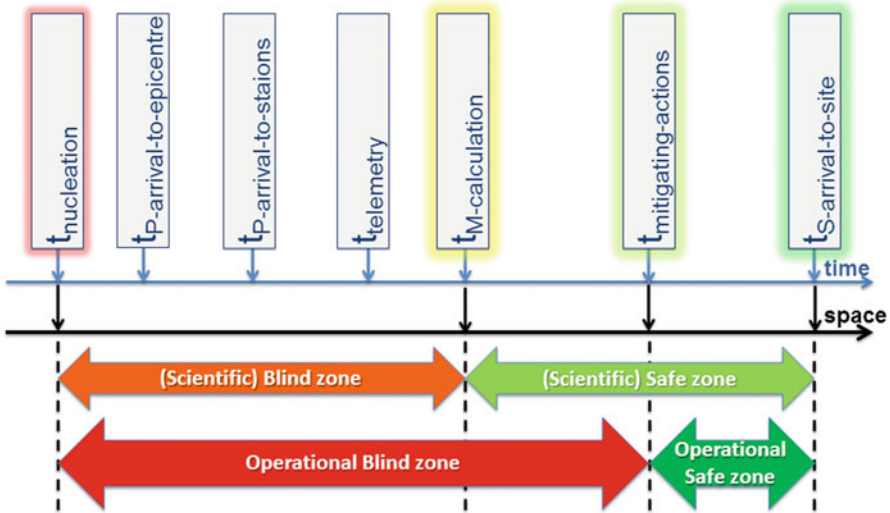 tnucleation
tP-arrival-to-epicentre
tP-arrival-to-staions
ttelemetry
tM-calculation
tmitigating-actions
tS-arrival-to-site
time
space
(Scientific) Blind zone
(Scientific) Safe zone
Operational Blind zone
Operational
Safe zone